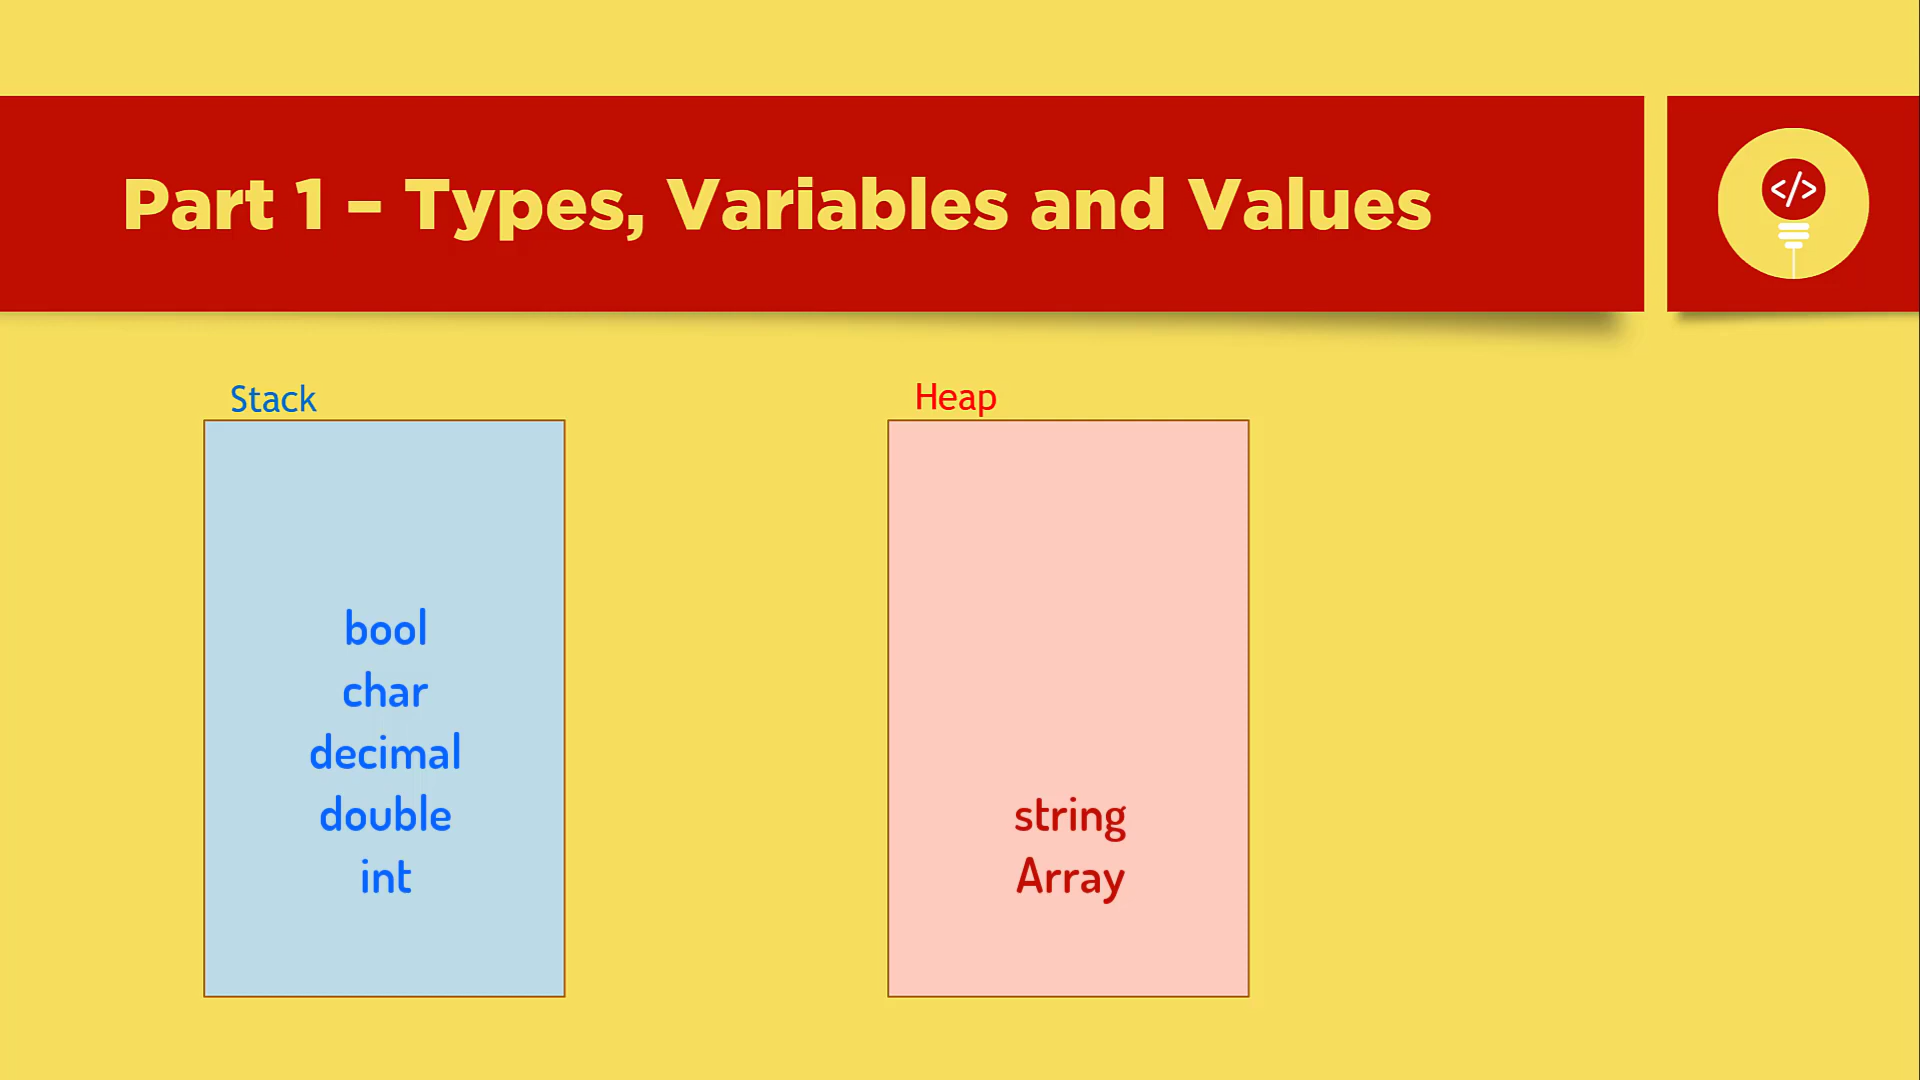 Part 1 – Types, Variables and Values
</>
Stack
bool
char
decimal
double
int
Heap
string
Array